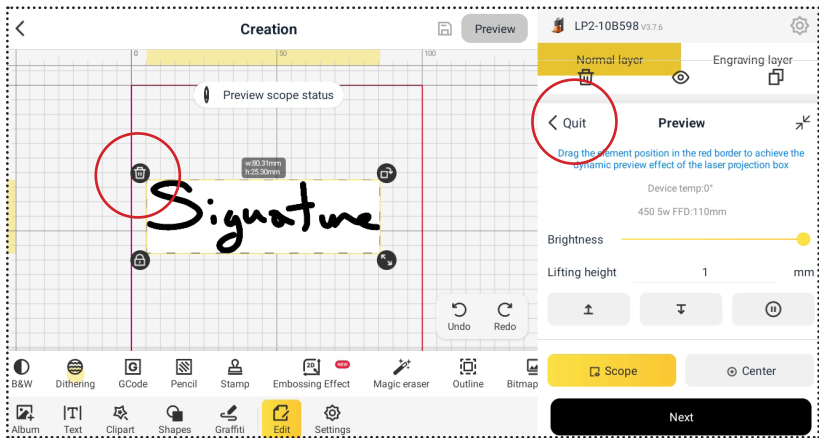 Creation
Preview
0
50
100
Preview scope status
w:80.31mm
h:25.30mm
Signature
Undo
Redo
B&W
Dithering
GCode
Pencil
Stamp
2D
NEW
Embossing Effect
Magic eraser
Outline
Bitmap
Album
Text
Clipart
Shapes
Graffiti
Edit
Settings
LP2-10B598 V3.7.6
Normal layer
Engraving layer
Quit
Preview
Drag the element position in the red border to achieve the
dynamic preview effect of the laser projection box
Device temp:0°
450 5w FFD:110mm
Brightness
Lifting height 1 mm
Scope
Center
Next